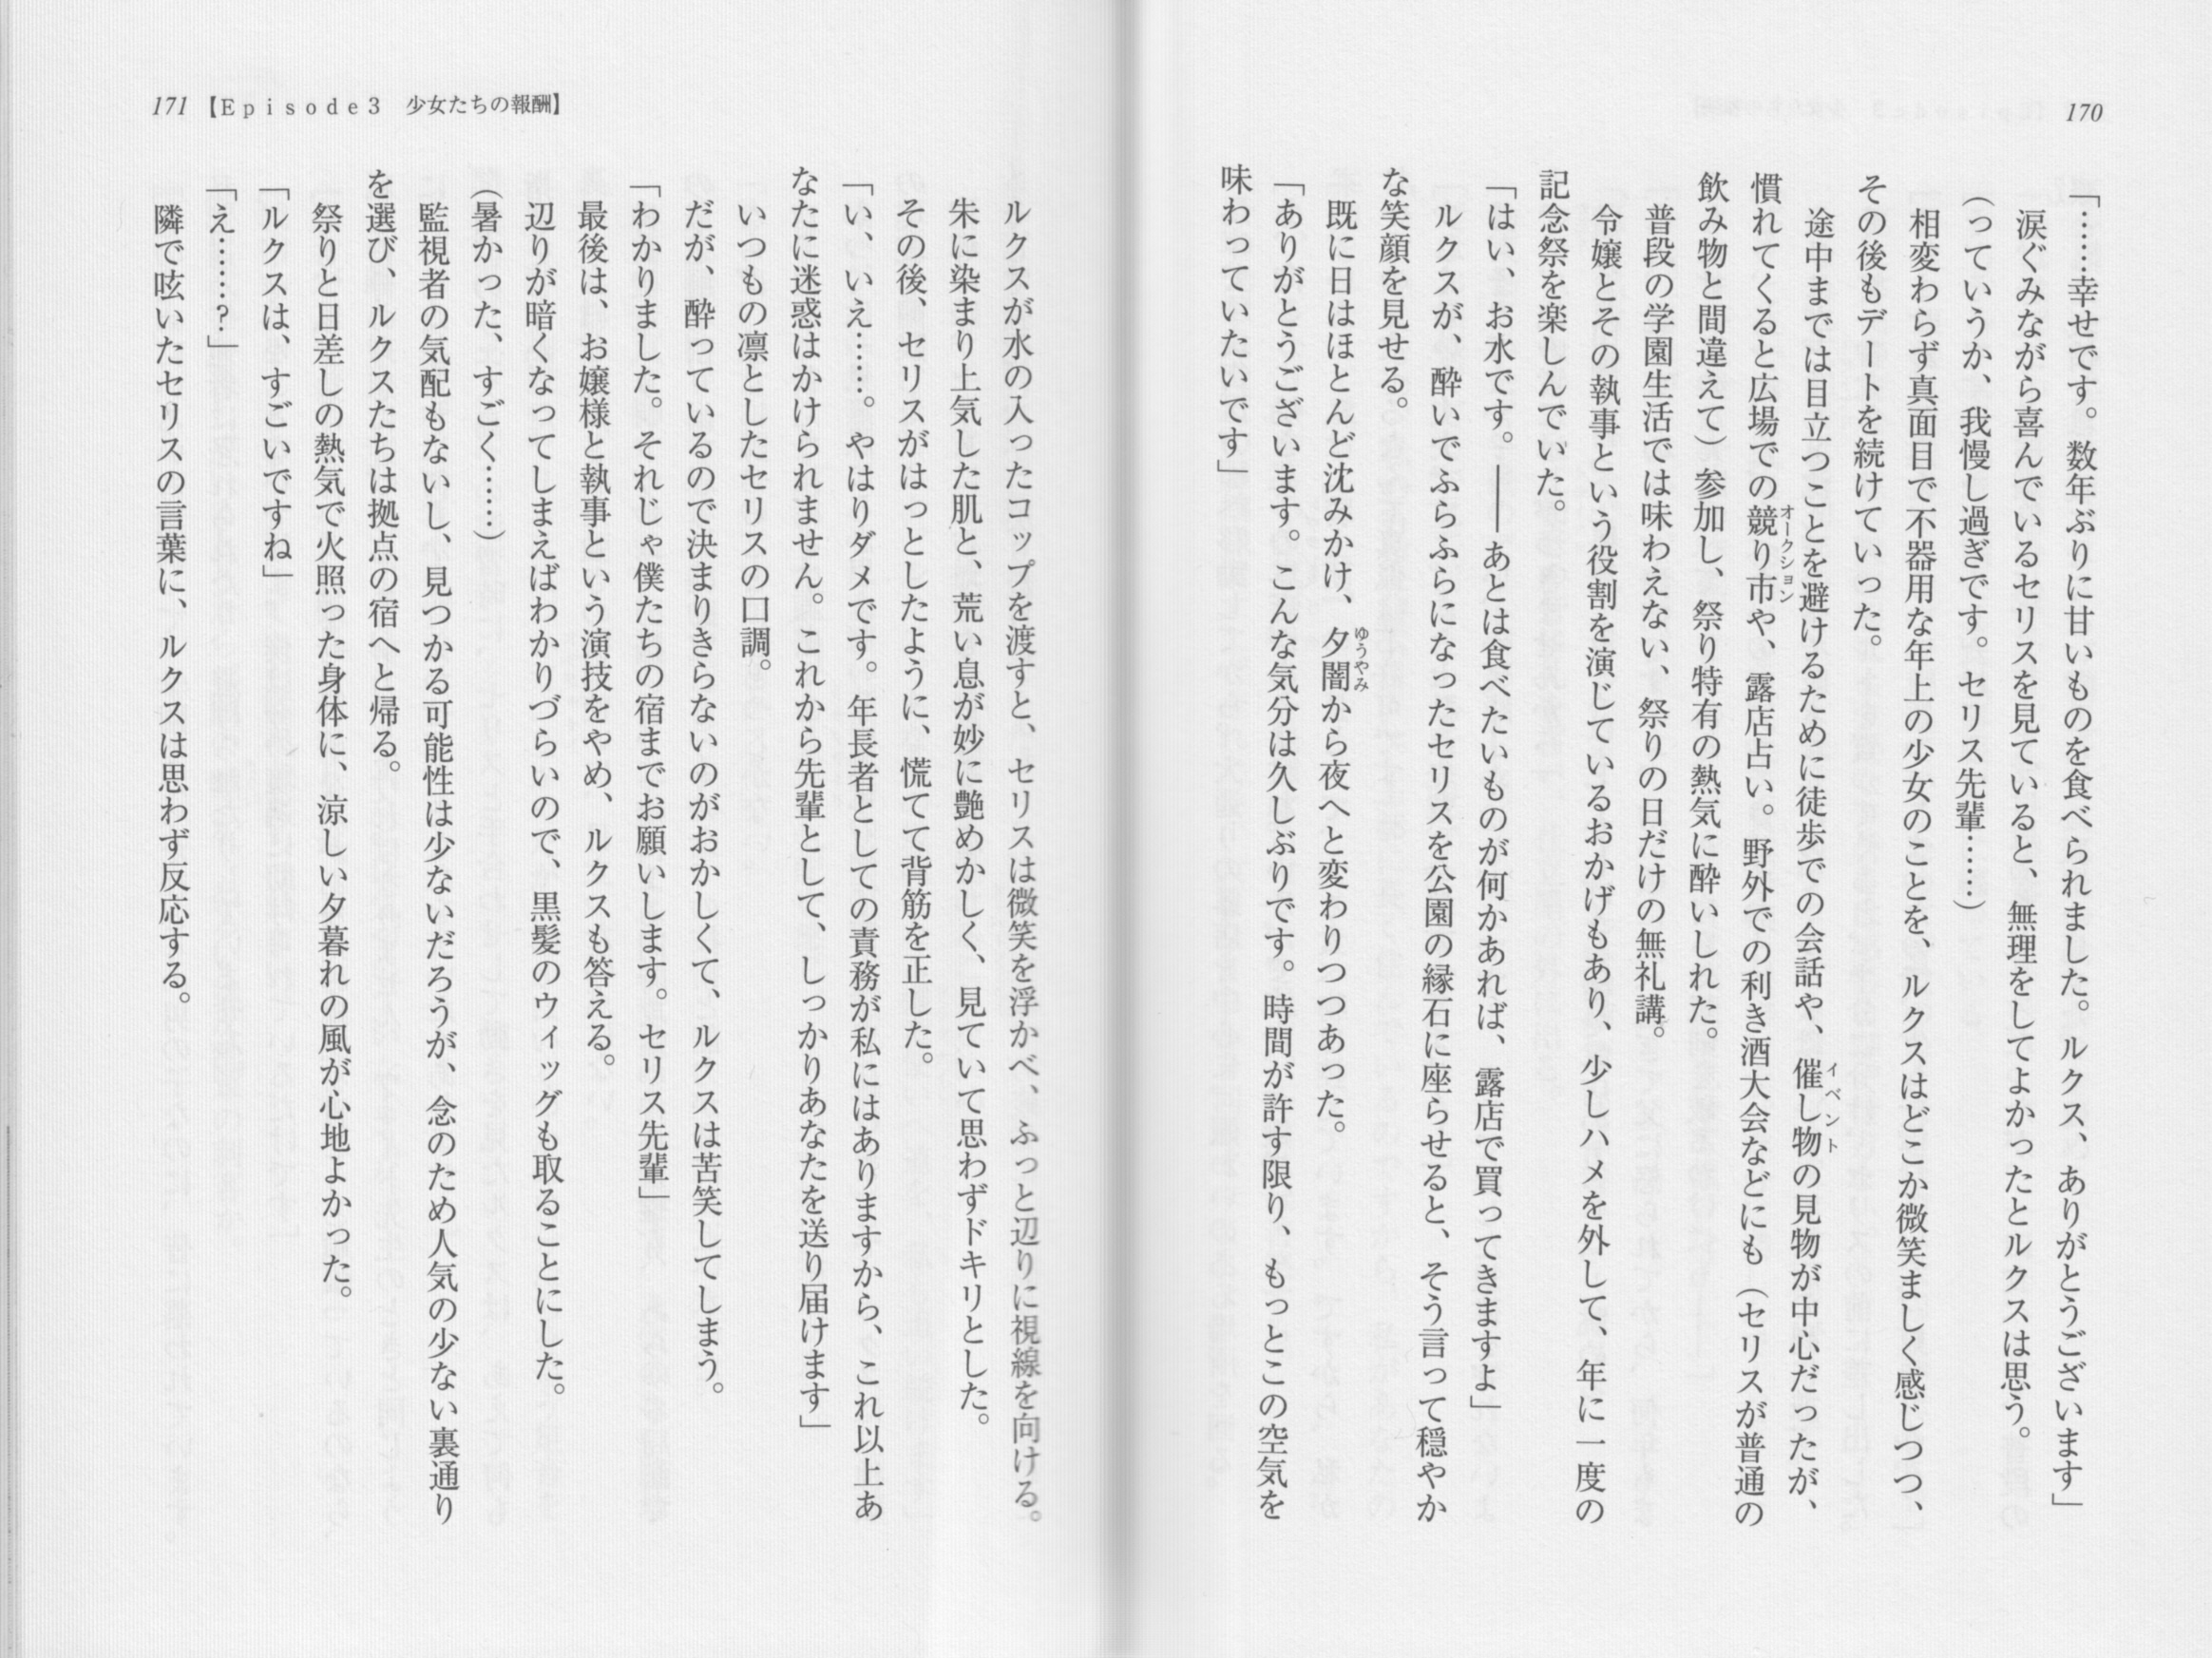 170
「……幸せです。数年ぶりに甘いものを食べられました。ルクス、ありがとうございます」
涙ぐみながら喜んでいるセリスを見ていると、無理をしてよかったとルクスは思う。
（っていうか、我慢し過ぎです。セリス先輩……）
相変わらず真面目で不器用な年上の少女のことを、ルクスはどこか微笑ましく感じつつ、
その後もデートを続けていった。
途中までは目立つことを避けるために徒歩での会話や、催し物の見物が中心だったが、
イベント
慣れてくると広場での競り市や、露店占い。野外での利き酒大会などにも（セリスが普通の
オークション
飲み物と間違えて）参加し、祭り特有の熱気に酔いしれた。
普段の学園生活では味わえない、祭りの日だけの無礼講。
令嬢とその執事という役割を演じているおかげもあり、少しハメを外して、年に一度の
記念祭を楽しんでいた。
「はい、お水です。――あとは食べたいものが何かあれば、露店で買ってきますよ」
ルクスが、酔いでふらふらになったセリスを公園の縁石に座らせると、そう言って穏やか
な笑顔を見せる。
既に日はほとんど沈みかけ、夕闇から夜へと変わりつつあった。
ゆうやみ
「ありがとうございます。こんな気分は久しぶりです。時間が許す限り、もっとこの空気を
味わっていたいです」
171【Episode3　少女たちの報酬】
ルクスが水の入ったコップを渡すと、セリスは微笑を浮かべ、ふっと辺りに視線を向ける。
朱に染まり上気した肌と、荒い息が妙に艶めかしく、見ていて思わずドキリとした。
その後、セリスがはっとしたように、慌てて背筋を正した。
「い、いえ……。やはりダメです。年長者としての責務が私にはありますから、これ以上あ
なたに迷惑はかけられません。これから先輩として、しっかりあなたを送り届けます」
いつもの凛としたセリスの口調。
だが、酔っているので決まりきらないのがおかしくて、ルクスは苦笑してしまう。
「わかりました。それじゃ僕たちの宿までお願いします。セリス先輩」
最後は、お嬢様と執事という演技をやめ、ルクスも答える。
辺りが暗くなってしまえばわかりづらいので、黒髪のウィッグも取ることにした。
（暑かった、すごく……）
監視者の気配もないし、見つかる可能性は少ないだろうが、念のため人気の少ない裏通り
を選び、ルクスたちは拠点の宿へと帰る。
祭りと日差しの熱気で火照った身体に、涼しい夕暮れの風が心地よかった。
「ルクスは、すごいですね」
「え……？」
隣で呟いたセリスの言葉に、ルクスは思わず反応する。